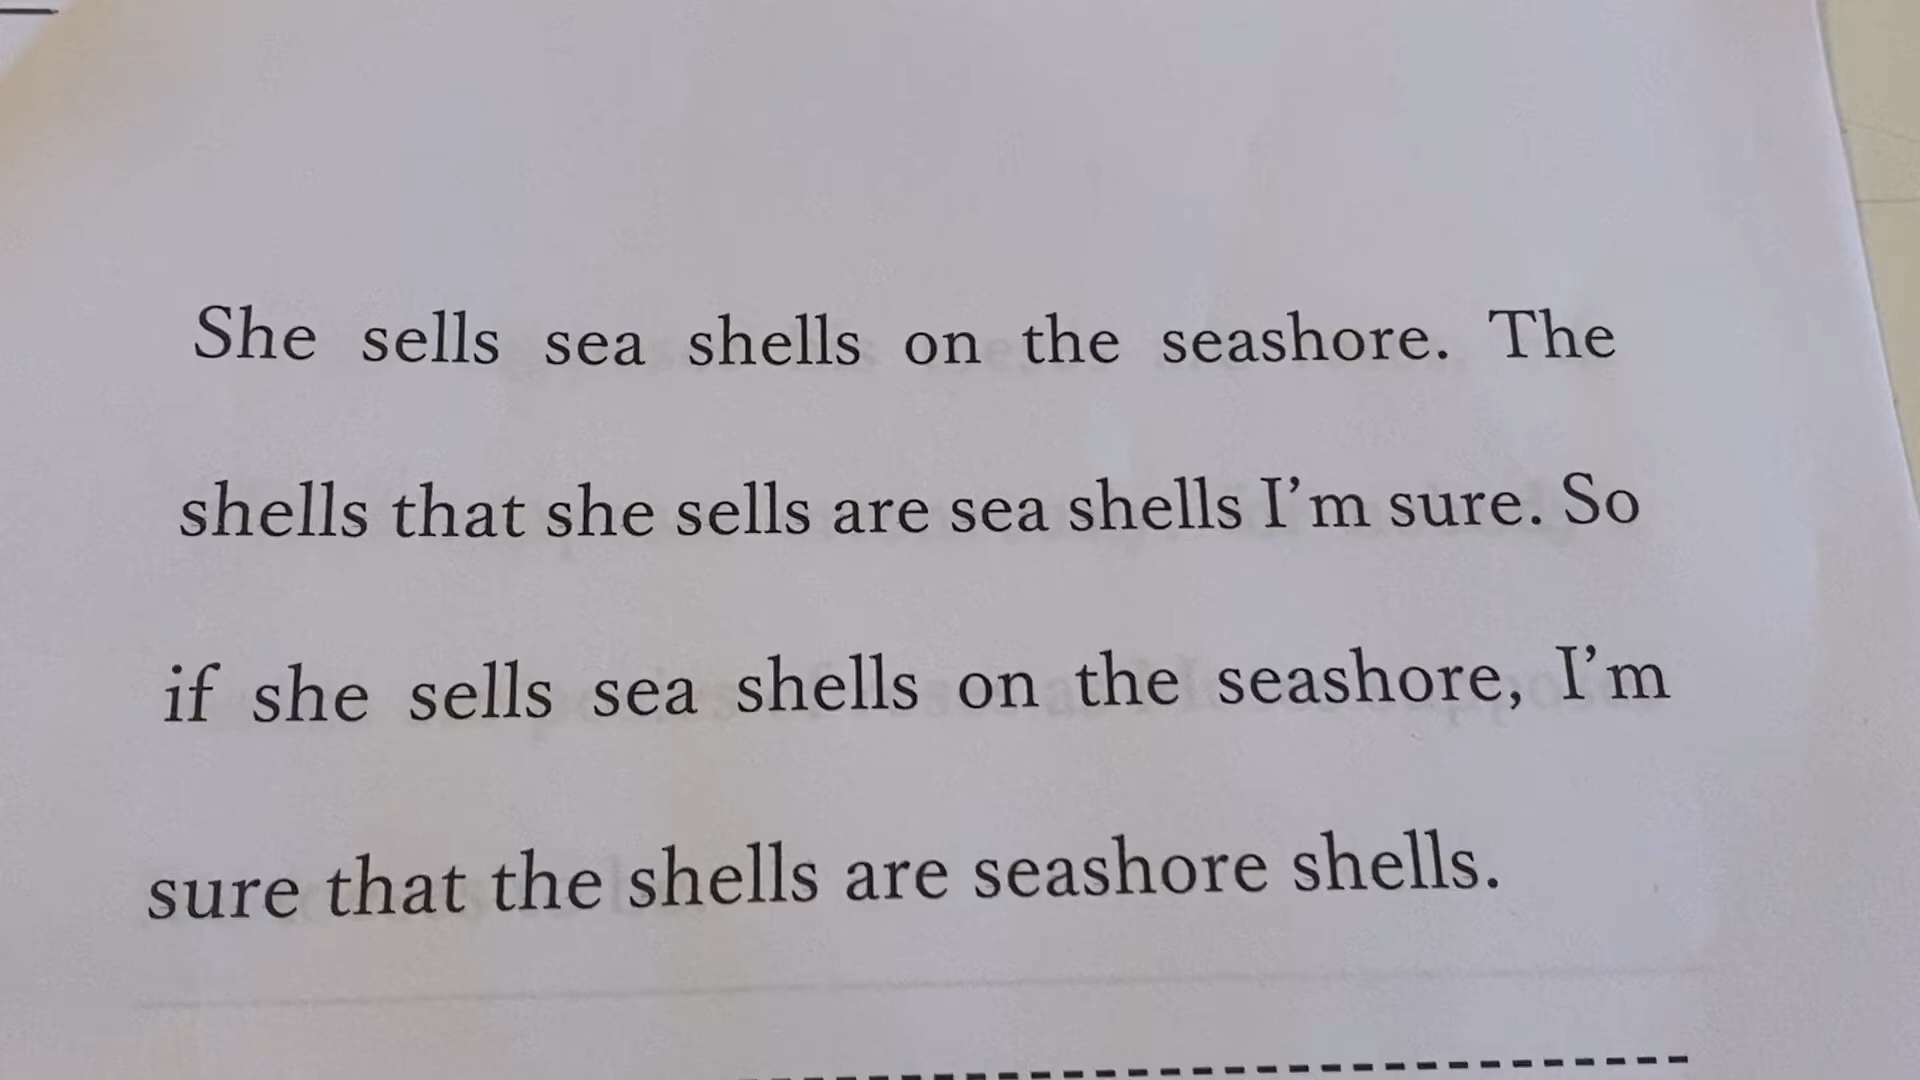 She sells sea shells on the seashore. The
shells that she sells are sea shells I’m sure. So
if she sells sea shells on the seashore, I’m
sure that the shells are seashore shells.